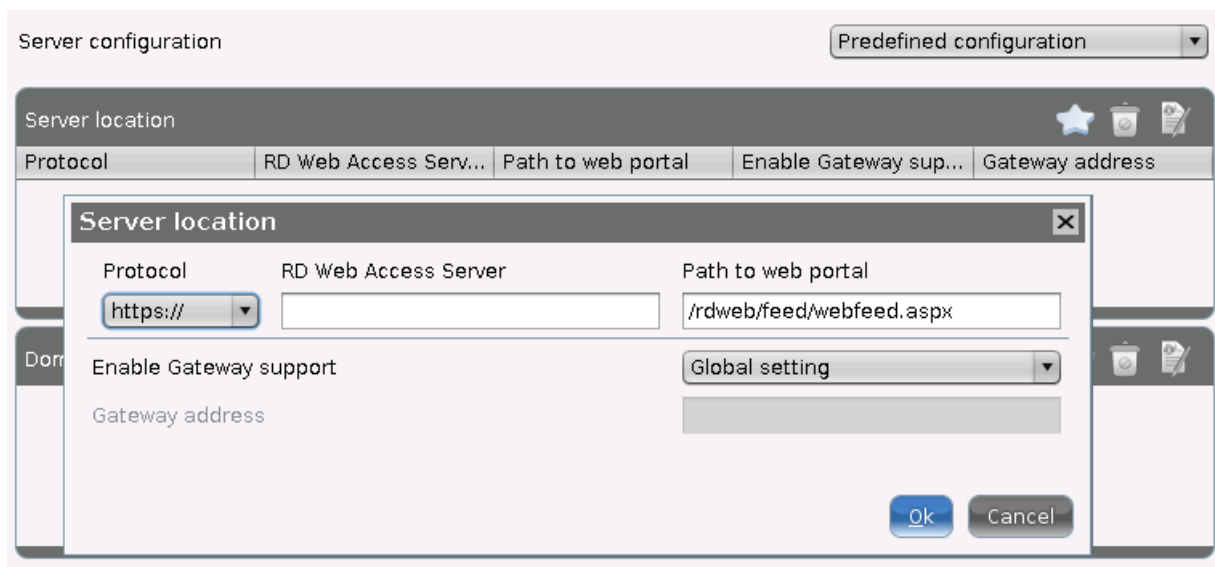 Server configuration Predefined configuration
Server location
Protocol RD Web Access Serv... Path to web portal Enable Gateway sup... Gateway address
Server location
Protocol RD Web Access Server Path to web portal
https:// /rdweb/feed/webfeed.aspx
Enable Gateway support Global setting
Gateway address
Ok Cancel